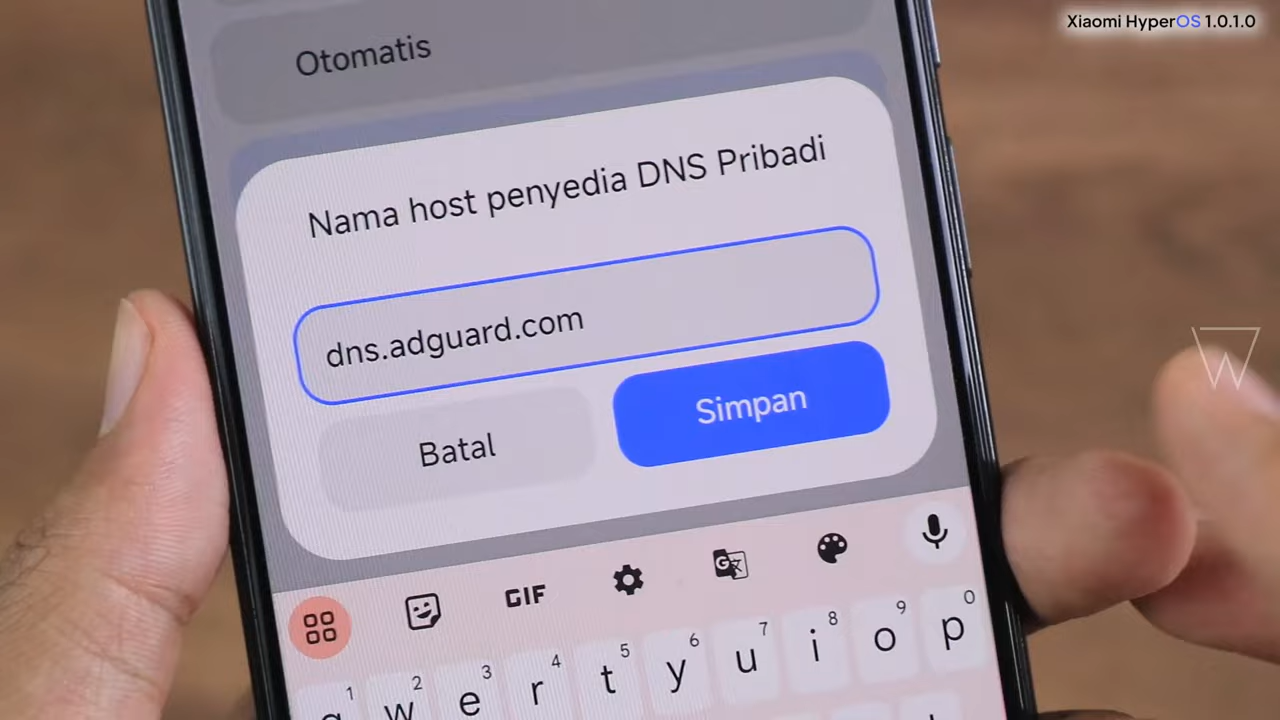 Xiaomi HyperOS 1.0.1.0
Otomatis
Nama host penyedia DNS Pribadi
dns.adguard.com
Batal
Simpan
GIF
1 2 3 4 5 6 7 8 9 0
q w e r t y u i o p